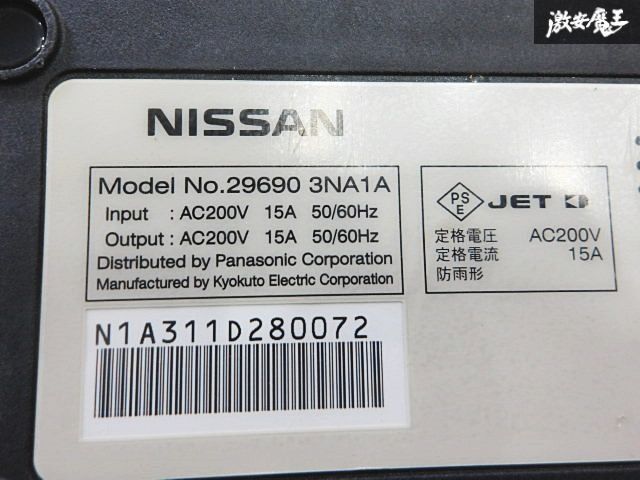 激安魔王
NISSAN
Model No.29690 3NA1A
Input : AC200V 15A 50/60Hz
Output : AC200V 15A 50/60Hz
Distributed by Panasonic Corporation
Manufactured by Kyokuto Electric Corporation
PS
E
JET
定格電圧 AC200V
定格電流 15A
防雨形
N1A311D280072